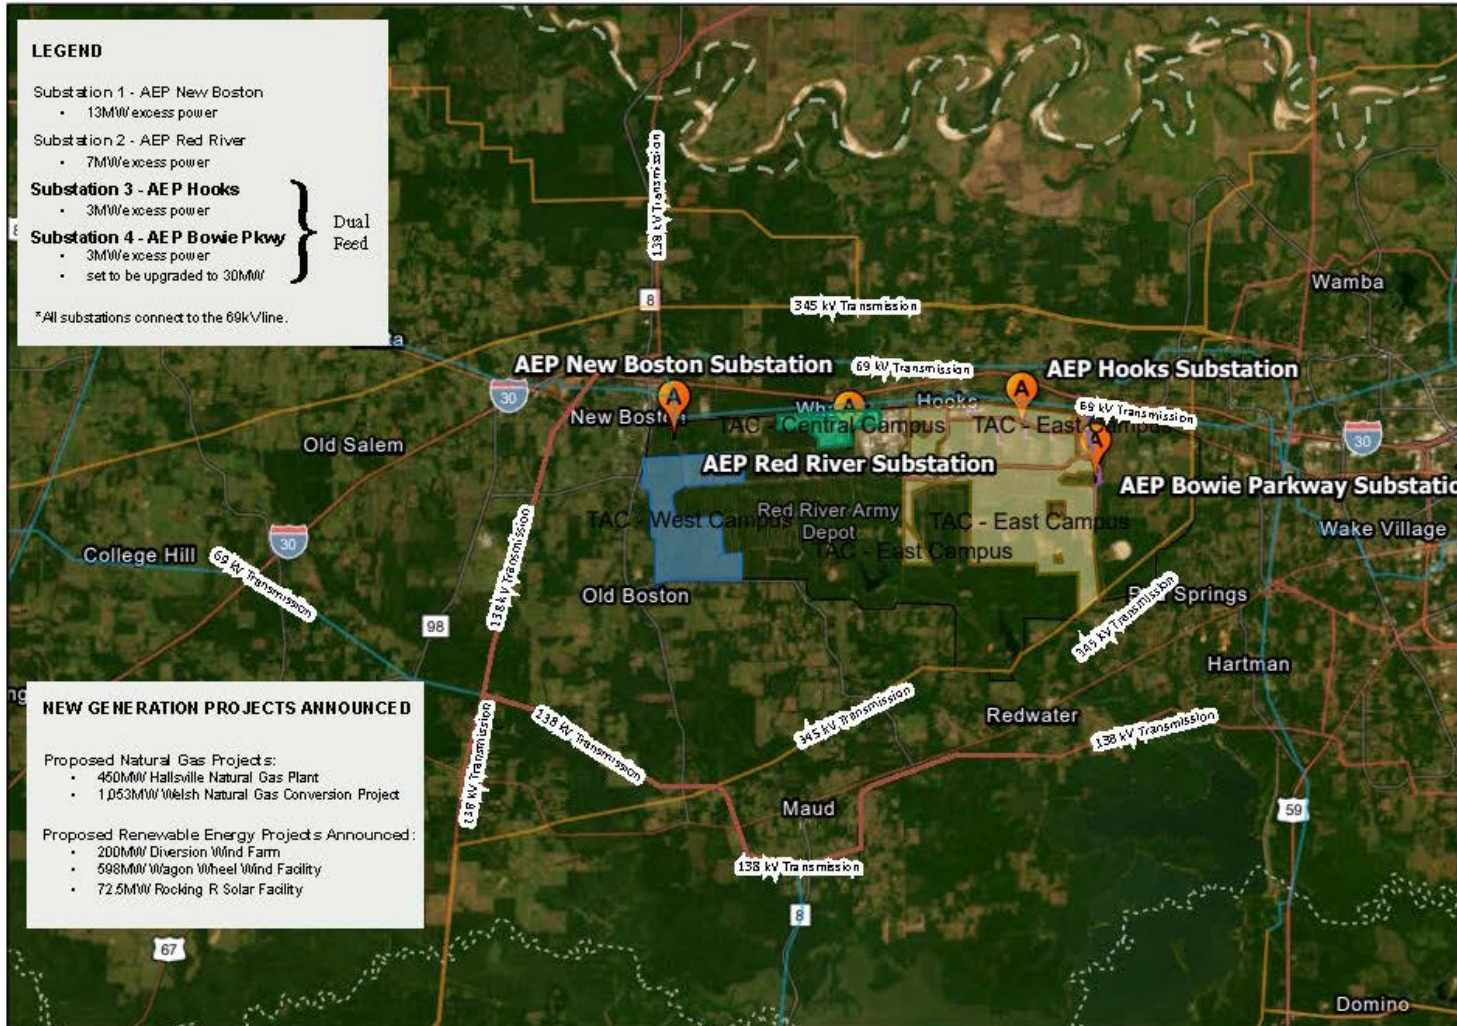 LEGEND
Substation 1 - AEP New Boston
• 13MW excess power
Substation 2 - AEP Red River
• 7MW excess power
Substation 3 - AEP Hooks
• 3MW excess power
Substation 4 - AEP Bowie Pkwy
• 3MW excess power
• set to be upgraded to 30MW
} Dual
Feed
*All substations connect to the 69kV line.
138 kV Transmission
8
345 kV Transmission
Wamba
AEP New Boston Substation
69 kV Transmission
AEP Hooks Substation
30
A
A
A
Hooks
69 kV Transmission
New Boston
TAC - Central Campus
TAC - East Campus
30
Old Salem
A
AEP Red River Substation
AEP Bowie Parkway Substatio
TAC - West Campus
Red River Army
Depot
TAC - East Campus
Wake Village
30
College Hill
TAC - East Campus
69 kV Transmission
138 kV Transmission
Old Boston
Springs
345 kV Transmission
98
Hartman
NEW GENERATION PROJECTS ANNOUNCED
Proposed Natural Gas Projects:
• 450MW Hallsville Natural Gas Plant
• 1,053MW Welsh Natural Gas Conversion Project
Proposed Renewable Energy Projects Announced:
• 200MW Diversion Wind Farm
• 598MW Wagon Wheel Wind Facility
• 72.5MW Rocking R Solar Facility
138 kV Transmission
138 kV Transmission
345 kV Transmission
Redwater
138 kV Transmission
Maud
59
138 kV Transmission
8
67
Domino